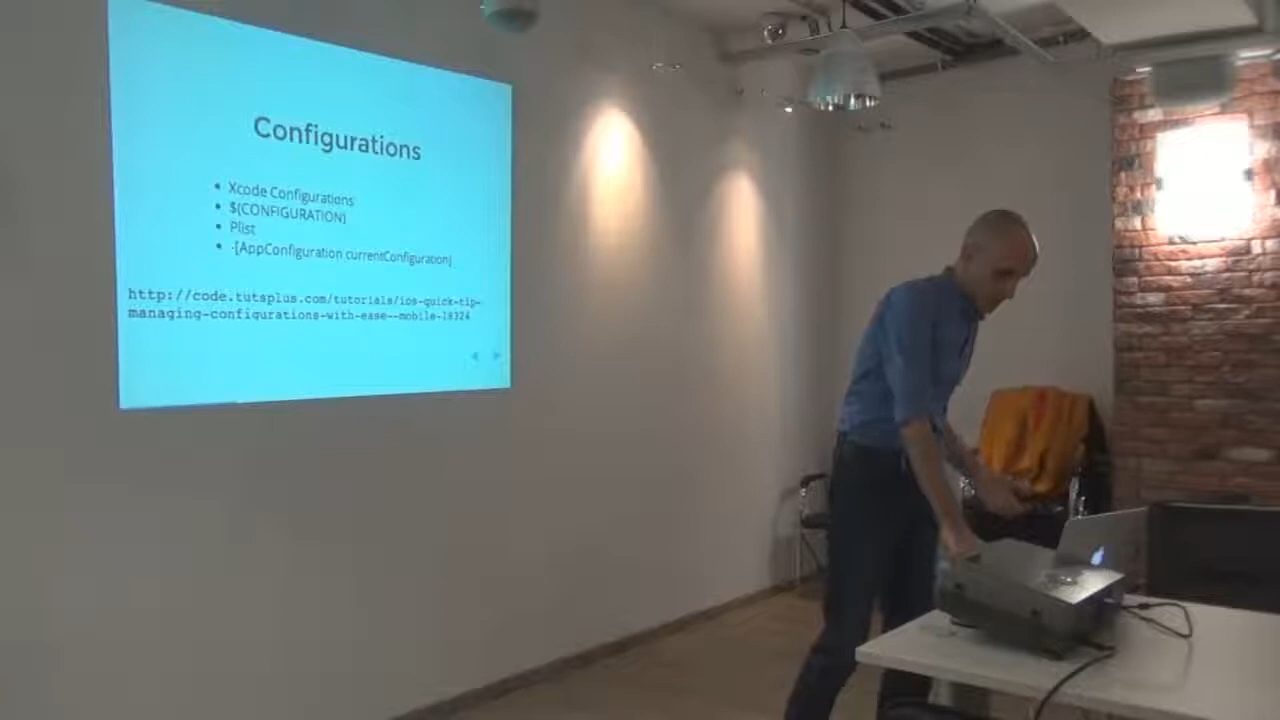 Configurations
• Xcode Configurations
• ${CONFIGURATION}
• Plist
• -[AppConfiguration currentConfiguration]
http://code.tutsplus.com/tutorials/ios-quick-tip-
managing-configurations-with-ease--mobile-18324